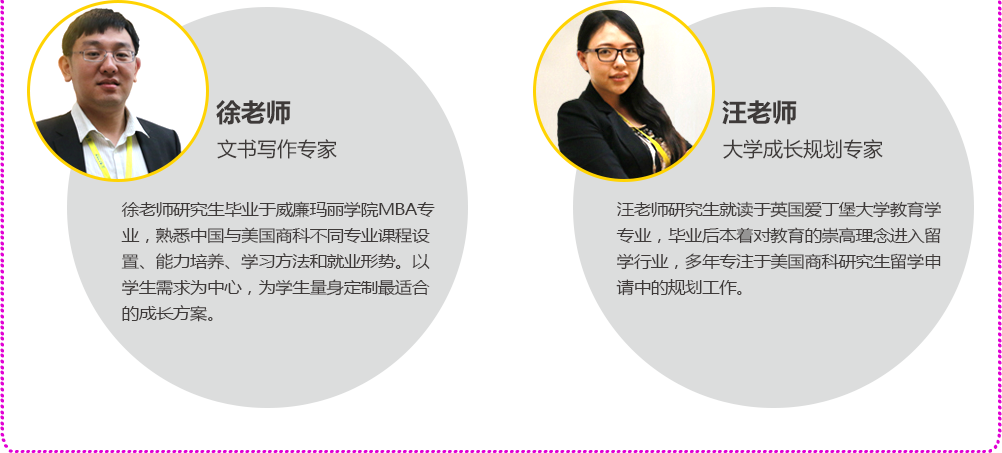 徐老师
文书写作专家
徐老师研究生毕业于威廉玛丽学院MBA专
业，熟悉中国与美国商科不同专业课程设
置、能力培养、学习方法和就业形势。以
学生需求为中心，为学生量身定制最适合
的成长方案。
汪老师
大学成长规划专家
汪老师研究生就读于英国爱丁堡大学教育学
专业，毕业后本着对教育的崇高理念进入留
学行业，多年专注于美国商科研究生留学申
请中的规划工作。